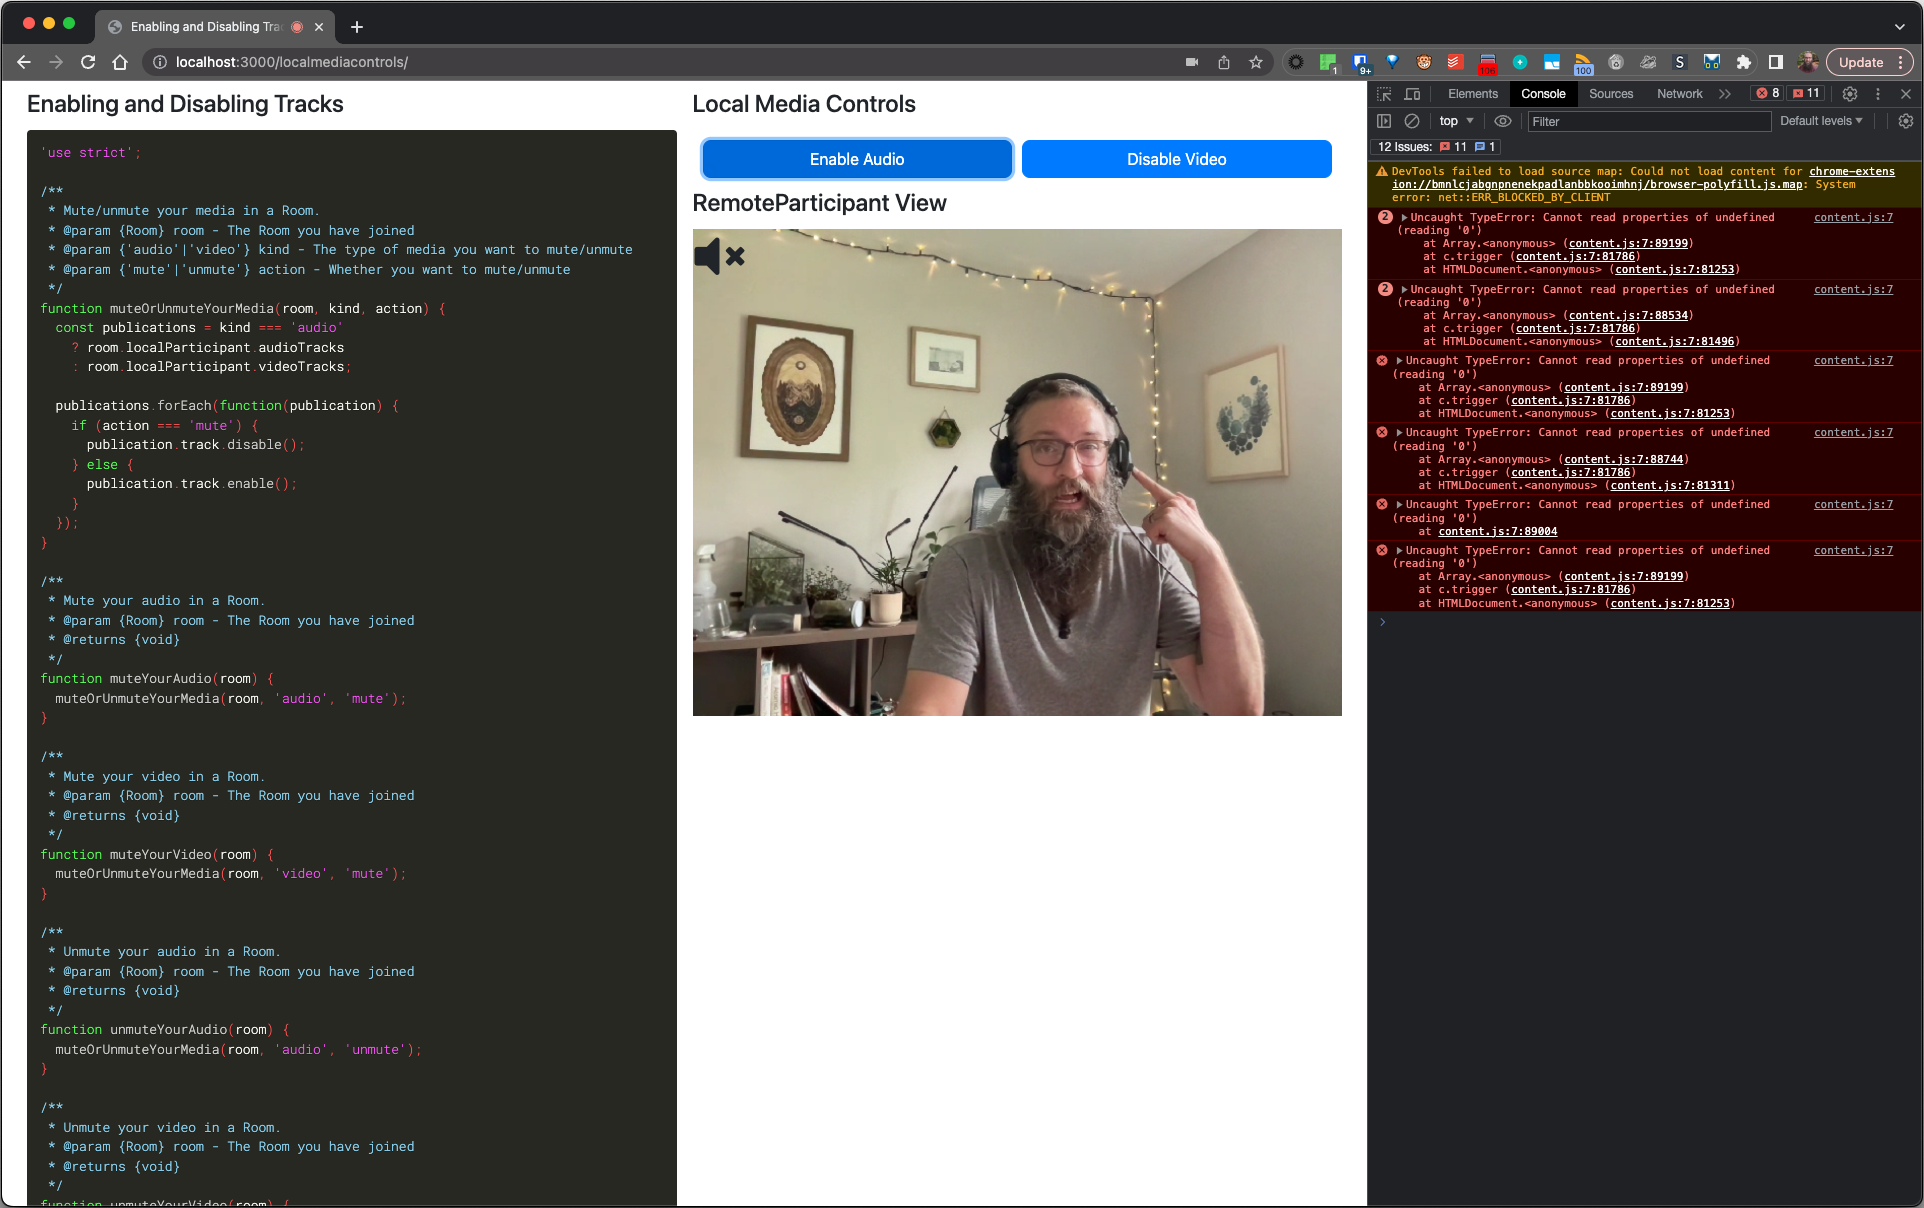 Enabling and Disabling Tra
localhost:3000/localmediacontrols/
1
9+
106
100
S
Update
Enabling and Disabling Tracks
'use strict';
/**
* Mute/unmute your media in a Room.
* @param {Room} room - The Room you have joined
* @param {'audio'|'video'} kind - The type of media you want to mute/unmute
* @param {'mute'|'unmute'} action - Whether you want to mute/unmute
*/
function muteOrUnmuteYourMedia(room, kind, action) {
const publications = kind === 'audio'
? room.localParticipant.audioTracks
: room.localParticipant.videoTracks;
publications.forEach(function(publication) {
if (action === 'mute') {
publication.track.disable();
} else {
publication.track.enable();
}
});
}
/**
* Mute your audio in a Room.
* @param {Room} room - The Room you have joined
* @returns {void}
*/
function muteYourAudio(room) {
muteOrUnmuteYourMedia(room, 'audio', 'mute');
}
/**
* Mute your video in a Room.
* @param {Room} room - The Room you have joined
* @returns {void}
*/
function muteYourVideo(room) {
muteOrUnmuteYourMedia(room, 'video', 'mute');
}
/**
* Unmute your audio in a Room.
* @param {Room} room - The Room you have joined
* @returns {void}
*/
function unmuteYourAudio(room) {
muteOrUnmuteYourMedia(room, 'audio', 'unmute');
}
/**
* Unmute your video in a Room.
* @param {Room} room - The Room you have joined
* @returns {void}
*/
function unmuteYourVideo(room) {
Local Media Controls
Enable Audio
Disable Video
RemoteParticipant View
Elements Console Sources Network 8 11
top Filter Default levels
12 Issues: 11 1
DevTools failed to load source map: Could not load content for chrome-extens
ion://bmnlcjabgnpnenekpadlanbbkooimhnj/browser-polyfill.js.map: System
error: net::ERR_BLOCKED_BY_CLIENT
2 Uncaught TypeError: Cannot read properties of undefined content.js:7
(reading '0')
at Array.<anonymous> (content.js:7:89199)
at c.trigger (content.js:7:81786)
at HTMLDocument.<anonymous> (content.js:7:81253)
2 Uncaught TypeError: Cannot read properties of undefined content.js:7
(reading '0')
at Array.<anonymous> (content.js:7:88534)
at c.trigger (content.js:7:81786)
at HTMLDocument.<anonymous> (content.js:7:81496)
Uncaught TypeError: Cannot read properties of undefined content.js:7
(reading '0')
at Array.<anonymous> (content.js:7:89199)
at c.trigger (content.js:7:81786)
at HTMLDocument.<anonymous> (content.js:7:81253)
Uncaught TypeError: Cannot read properties of undefined content.js:7
(reading '0')
at Array.<anonymous> (content.js:7:88744)
at c.trigger (content.js:7:81786)
at HTMLDocument.<anonymous> (content.js:7:81311)
Uncaught TypeError: Cannot read properties of undefined content.js:7
(reading '0')
at content.js:7:89004
Uncaught TypeError: Cannot read properties of undefined content.js:7
(reading '0')
at Array.<anonymous> (content.js:7:89199)
at c.trigger (content.js:7:81786)
at HTMLDocument.<anonymous> (content.js:7:81253)